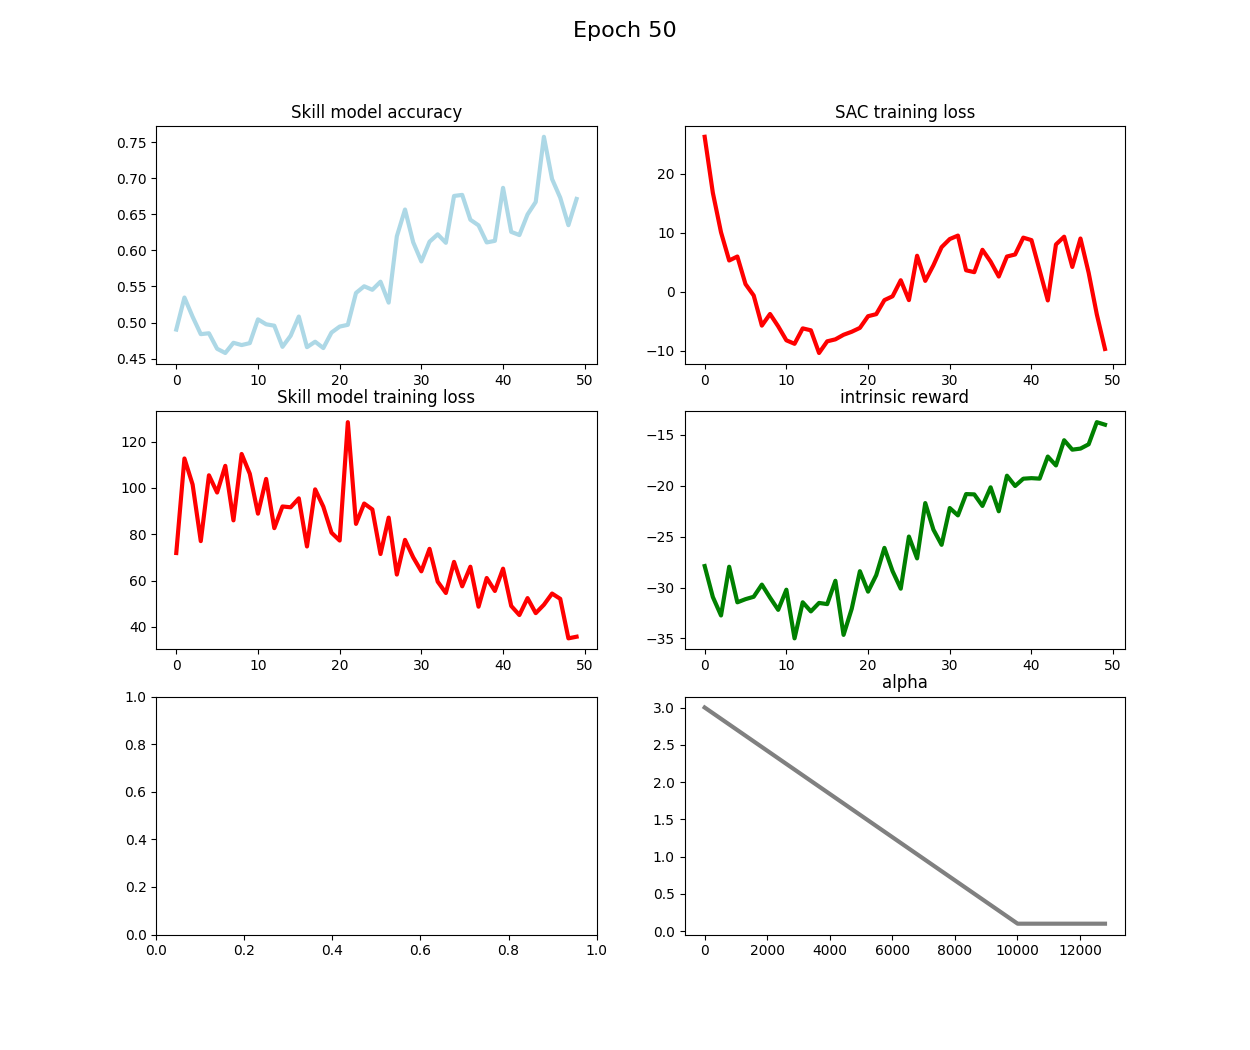 Epoch 50
Skill model accuracy
0.75
0.70
0.65
0.60
0.55
0.50
0.45
0 10 20 30 40 50
SAC training loss
20
10
0
−10
0 10 20 30 40 50
Skill model training loss
120
100
80
60
40
0 10 20 30 40 50
intrinsic reward
−15
−20
−25
−30
−35
0 10 20 30 40 50
1.0
0.8
0.6
0.4
0.2
0.0
0.0 0.2 0.4 0.6 0.8 1.0
alpha
3.0
2.5
2.0
1.5
1.0
0.5
0.0
0 2000 4000 6000 8000 10000 12000